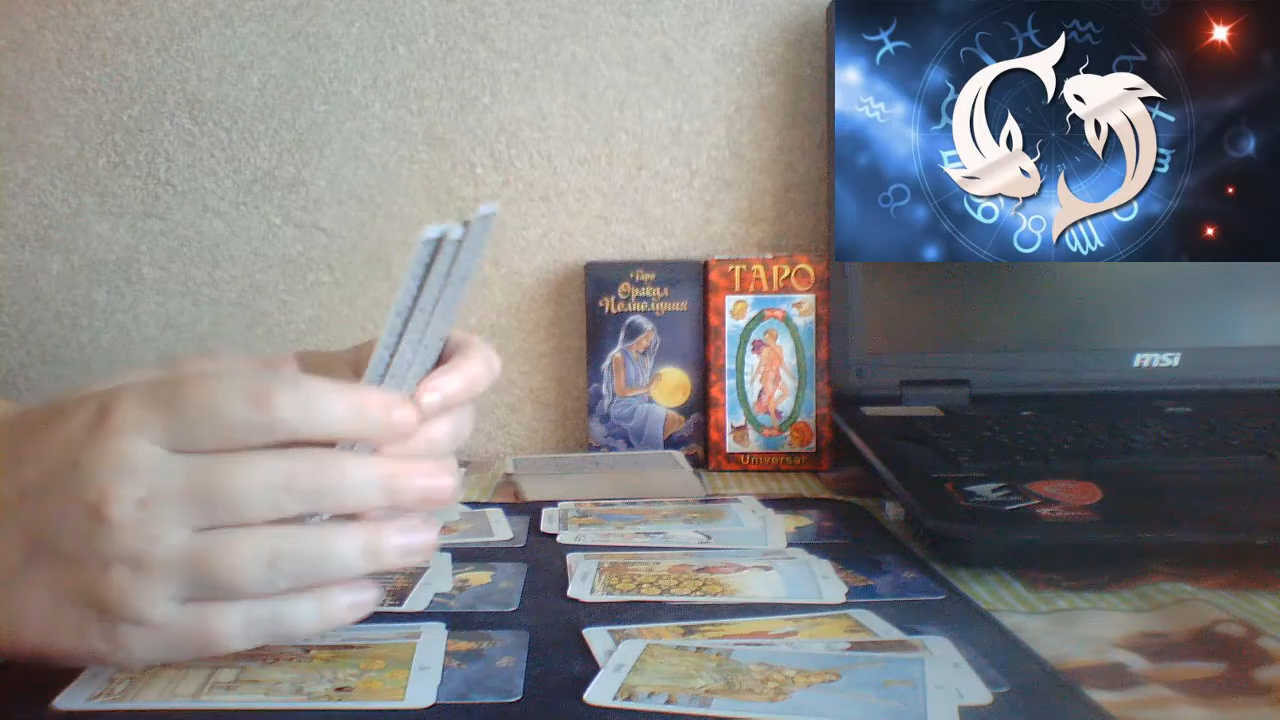 Таро
Оракул
Полнолуния
ТАРО
Universal
msi